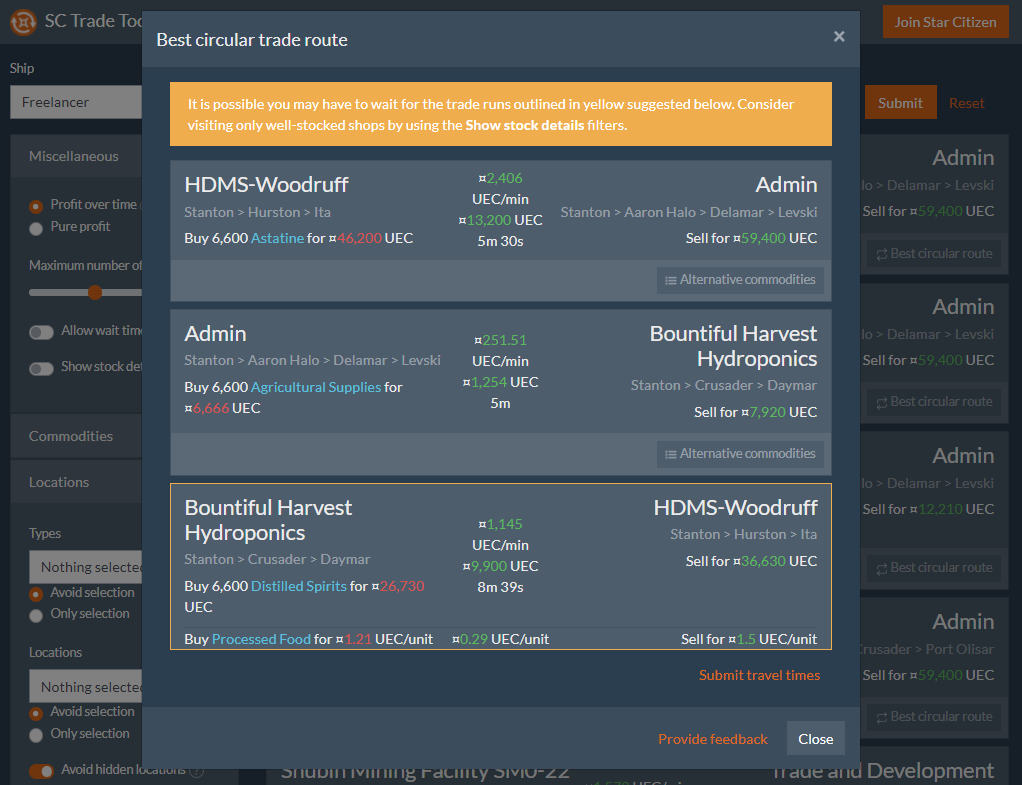 SC Trade Too
Join Star Citizen
Best circular trade route
×
Ship
Freelancer
Submit
Reset
It is possible you may have to wait for the trade runs outlined in yellow suggested below. Consider
visiting only well-stocked shops by using the Show stock details filters.
Miscellaneous
Profit over time
Pure profit
Maximum number of
Allow wait time
Show stock det
Commodities
Locations
Types
Nothing selected
Avoid selection
Only selection
Locations
Nothing selected
Avoid selection
Only selection
Avoid hidden locations
HDMS-Woodruff
Stanton > Hurston > Ita
Buy 6,600 Astatine for ¤46,200 UEC
¤2,406
UEC/min
¤13,200 UEC
5m 30s
Admin
Stanton > Aaron Halo > Delamar > Levski
Sell for ¤59,400 UEC
Alternative commodities
Admin
Stanton > Aaron Halo > Delamar > Levski
Buy 6,600 Agricultural Supplies for
¤6,666 UEC
¤251.51
UEC/min
¤1,254 UEC
5m
Bountiful Harvest
Hydroponics
Stanton > Crusader > Daymar
Sell for ¤7,920 UEC
Alternative commodities
Bountiful Harvest
Hydroponics
Stanton > Crusader > Daymar
Buy 6,600 Distilled Spirits for ¤26,730
UEC
¤1,145
UEC/min
¤9,900 UEC
8m 39s
HDMS-Woodruff
Stanton > Hurston > Ita
Sell for ¤36,630 UEC
Buy Processed Food for ¤1.21 UEC/unit ¤0.29 UEC/unit Sell for ¤1.5 UEC/unit
Submit travel times
Provide feedback
Close
Admin
lo > Delamar > Levski
Sell for ¤59,400 UEC
Best circular route
Admin
lo > Delamar > Levski
Sell for ¤59,400 UEC
Best circular route
Admin
lo > Delamar > Levski
Sell for ¤12,210 UEC
Best circular route
Admin
Crusader > Port Olisar
Sell for ¤59,400 UEC
Best circular route
Shubin Mining Facility SM0-22
Trade and Development